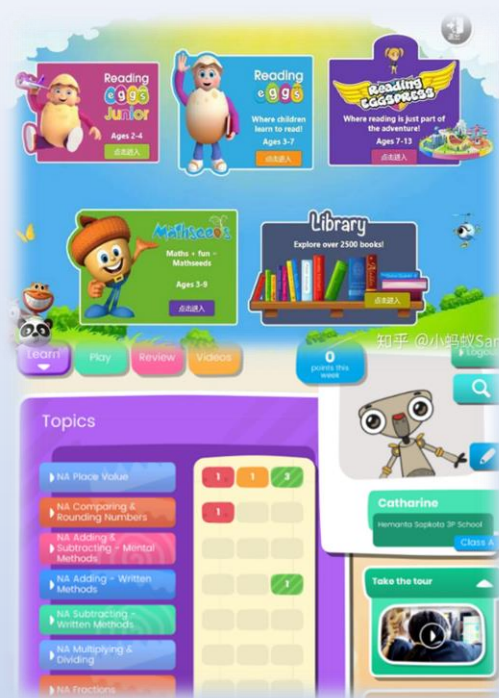 Reading
eggs
Junior
Ages 2-4
点击进入
Reading
eggs
Where children
learn to read!
Ages 3-7
点击进入
Reading
EGGSPRESS
Where reading is just part of
the adventure!
Ages 7-13
点击进入
Mathseeds
Maths + fun =
Mathseeds
Ages 3-9
点击进入
Library
Explore over 2500 books!
点击进入
知乎 @小蚂蚁Sar
Learn
Play
Review
Videos
0
points this
week
Logou
Topics
NA Place Value
1
1
3
NA Comparing &
Rounding Numbers
1
NA Adding &
Subtracting - Mental
Methods
NA Adding - Written
Methods
1
NA Subtracting -
Written Methods
NA Multiplying &
Dividing
NA Fractions
Catharine
Hemanta Sapkota 3P School
Class A
Take the tour